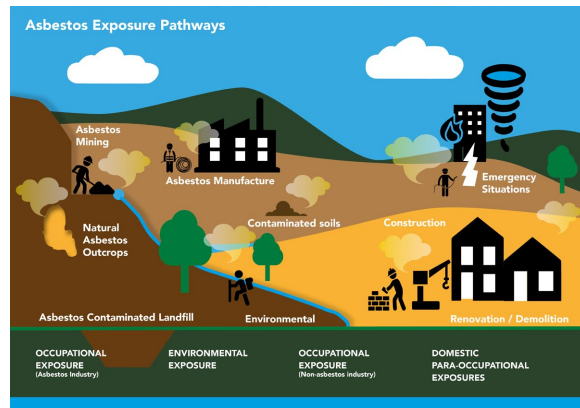 Asbestos Exposure Pathways
Asbestos
Mining
Asbestos Manufacture
Emergency
Situations
Natural
Asbestos
Outcrops
Contaminated soils
Construction
Asbestos Contaminated Landfill
Environmental
Renovation / Demolition
OCCUPATIONAL
EXPOSURE
(Asbestos Industry)
ENVIRONMENTAL
EXPOSURE
OCCUPATIONAL
EXPOSURE
(Non-asbestos industry)
DOMESTIC
PARA-OCCUPATIONAL
EXPOSURES